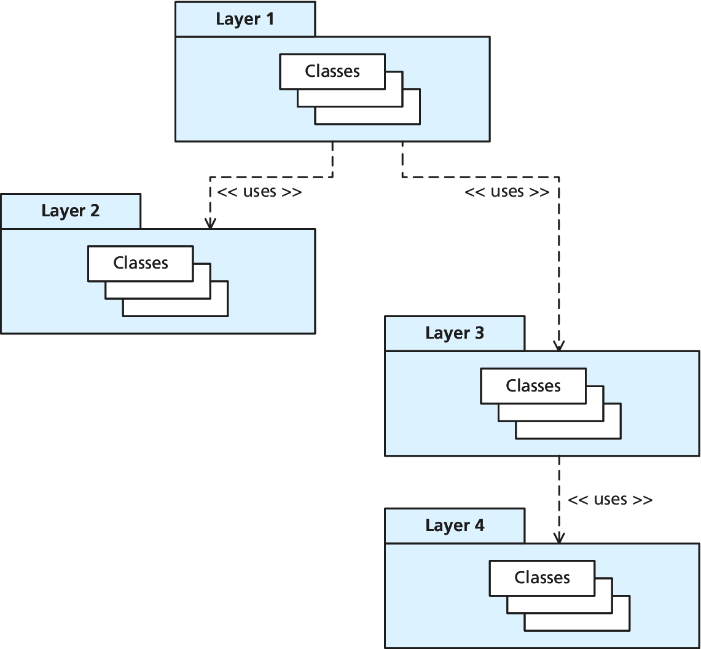 Layer 1
Classes
<< uses >>
<< uses >>
Layer 2
Classes
Layer 3
Classes
<< uses >>
Layer 4
Classes